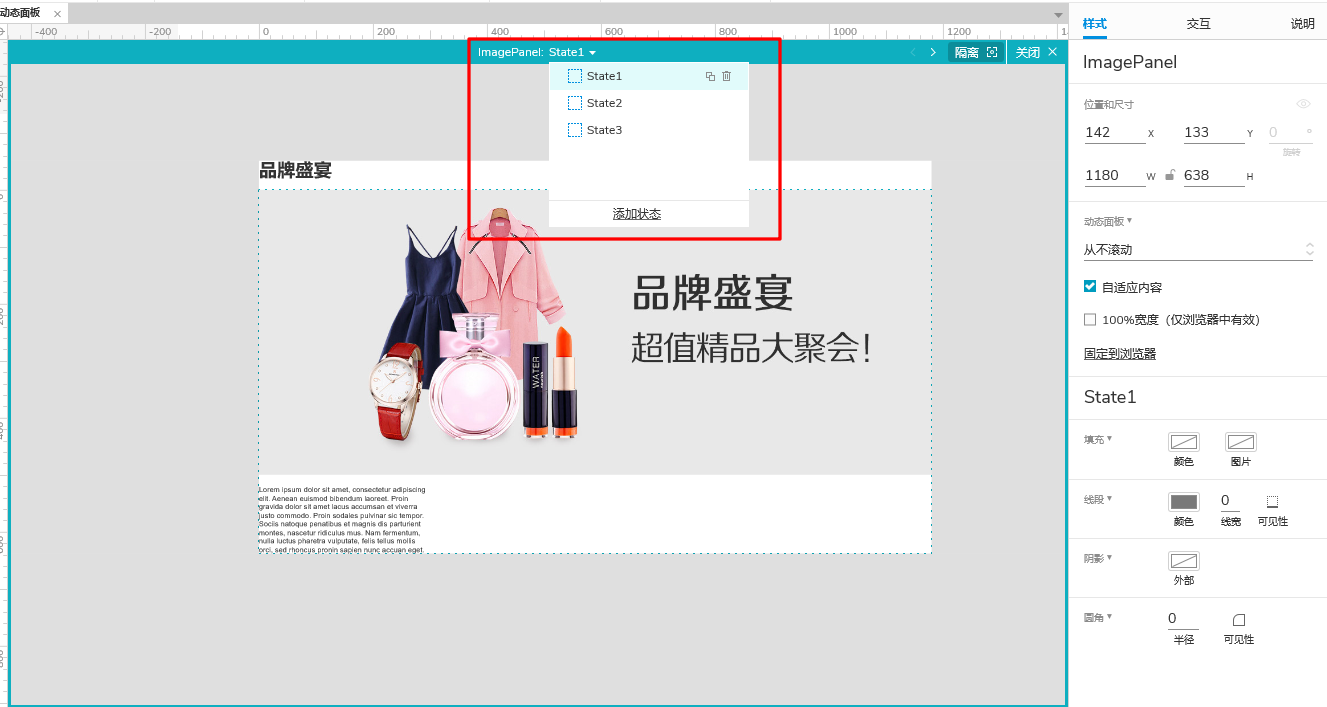 动态面板
-400 -200 0 200 400 600 800 1000 1200
样式 交互 说明
ImagePanel: State1
隔离 关闭
State1
State2
State3
添加状态
品牌盛宴
品牌盛宴
超值精品大聚会!
WATER
Lorem ipsum dolor sit amet, consectetur adipiscing
elit. Aenean euismod bibendum laoreet. Proin
gravida dolor sit amet lacus accumsan et viverra
justo commodo. Proin sodales pulvinar sic tempor.
Sociis natoque penatibus et magnis dis parturient
montes, nascetur ridiculus mus. Nam fermentum,
nulla luctus pharetra vulputate, felis tellus mollis
orci, sed rhoncus pronin sapien nunc accuan eget.
ImagePanel
位置和尺寸
142 X 133 Y 0 °
旋转
1180 W 638 H
动态面板
从不滚动
自适应内容
100%宽度（仅浏览器中有效）
固定到浏览器
State1
填充
颜色 图片
线段
0
颜色 线宽 可见性
阴影
外部
圆角
0
半径 可见性